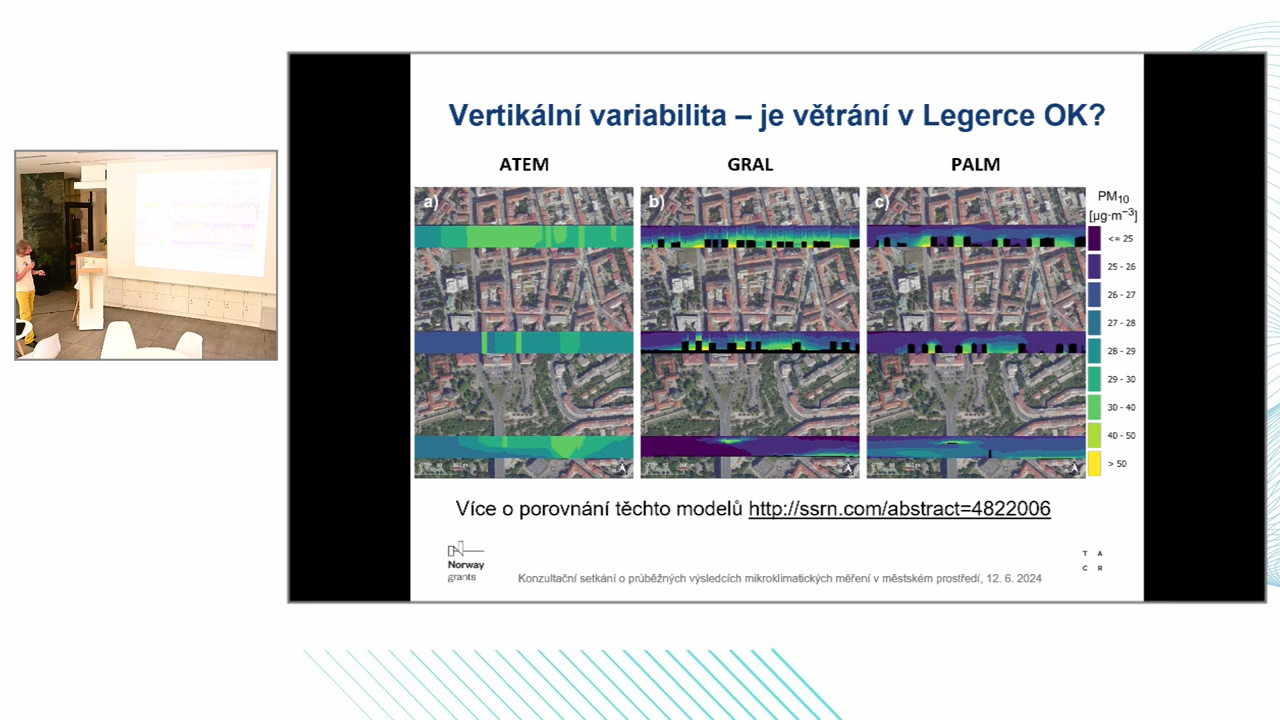 Vertikální variabilita – je větrání v Legerce OK?
ATEM
GRAL
PALM
a)
b)
c)
PM10
[µg·m⁻³]
<= 25
25 - 26
26 - 27
27 - 28
28 - 29
29 - 30
30 - 40
40 - 50
> 50
Více o porovnání těchto modelů http://ssrn.com/abstract=4822006
Norway
grants
T A
C R
Konzultační setkání o průběžných výsledcích mikroklimatických měření v městském prostředí, 12. 6. 2024